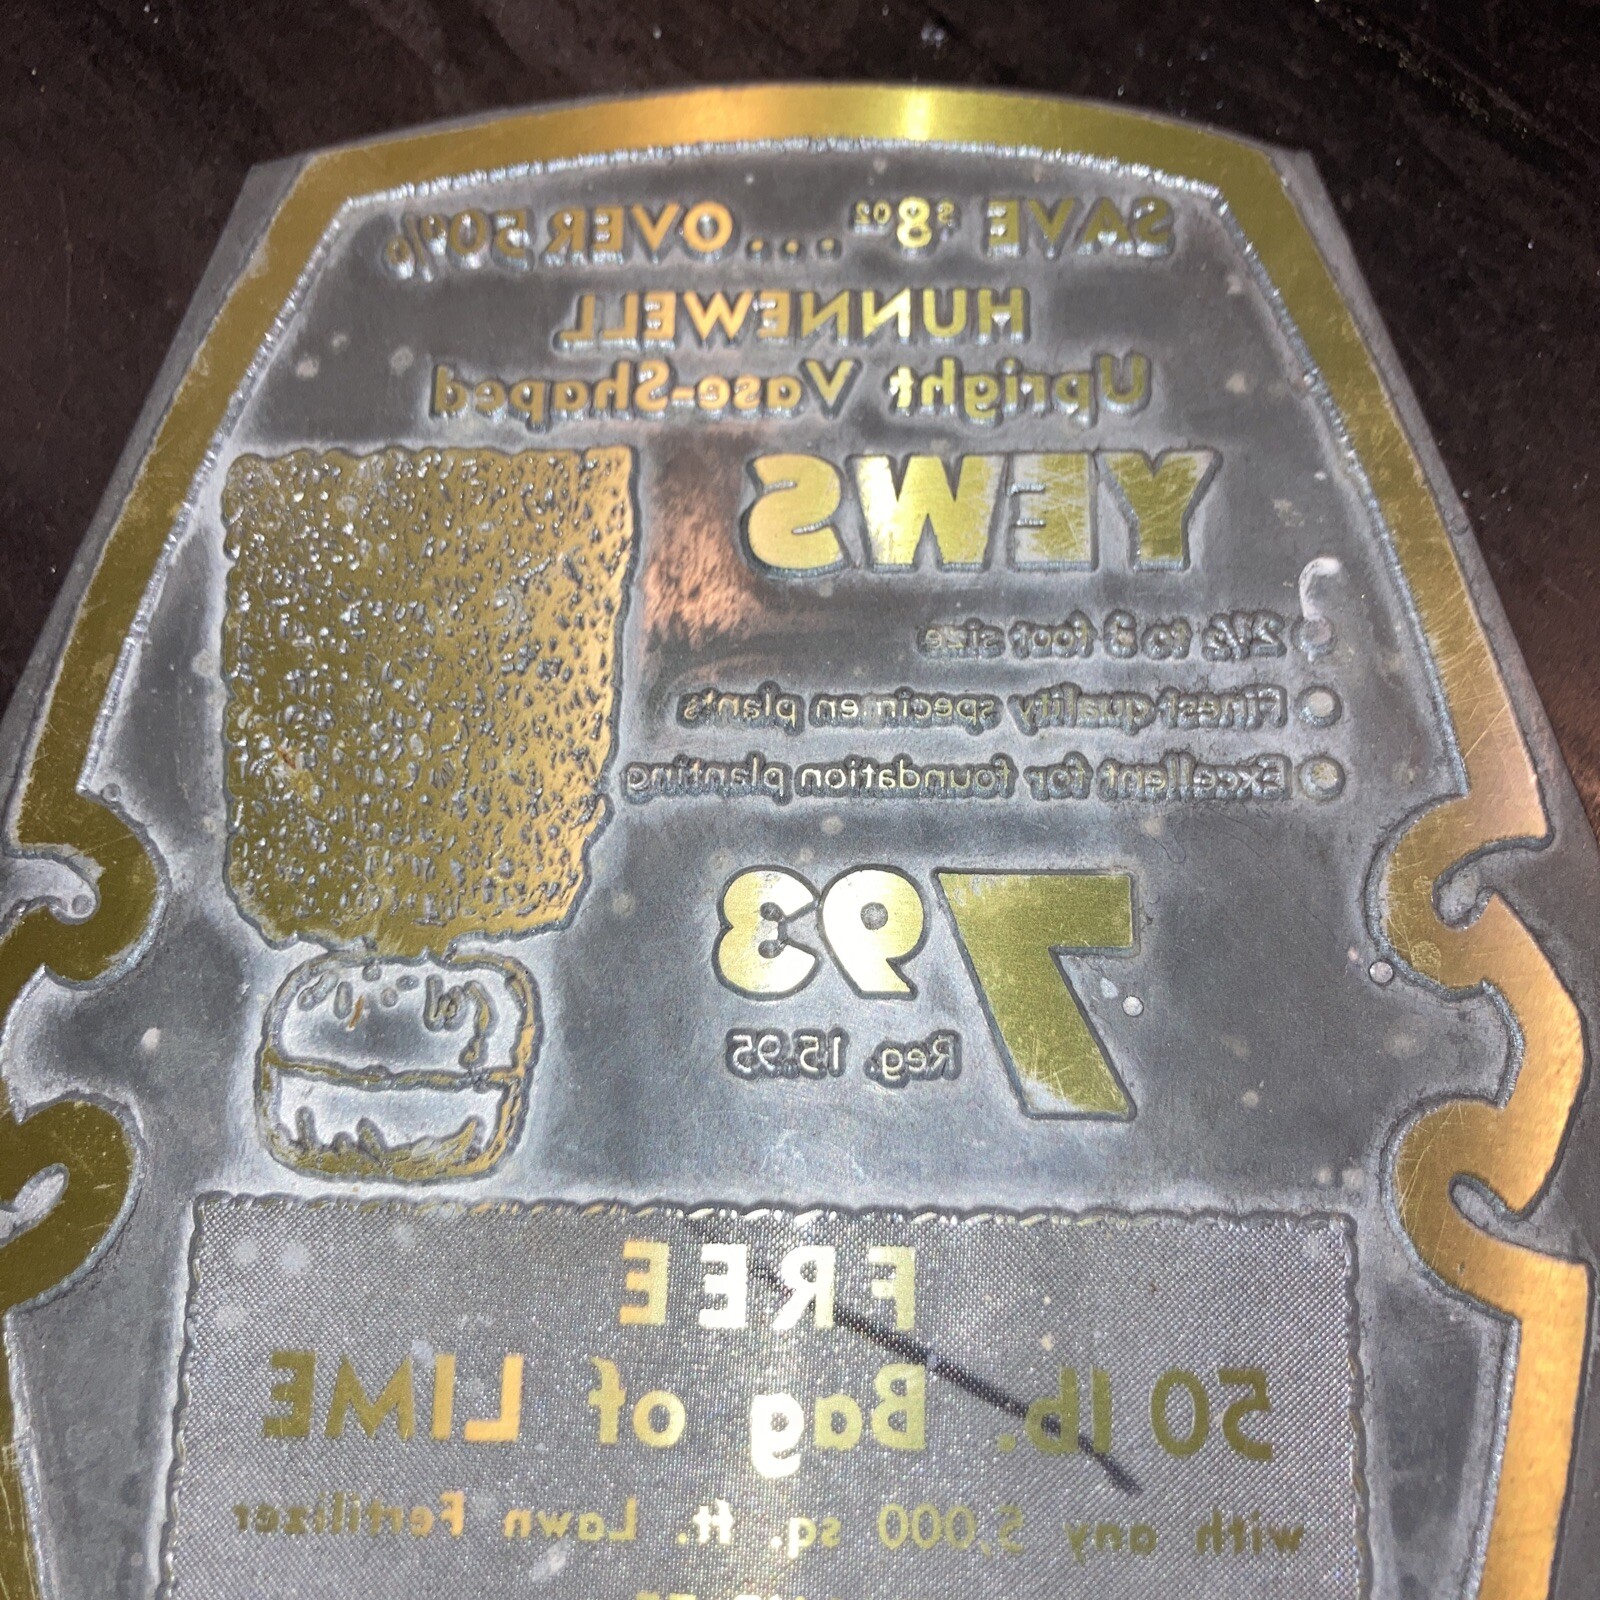 SAVE $8.02 ... OVER 50%
HUNNEWELL
Upright Vase-Shaped
YEWS
● 2½ to 3 foot size
● Finest quality specimen plants
● Excellent for foundation planting
7 93
Reg. 15.95
FREE
50 lb. Bag of LIME
with any 5,000 sq. ft. Lawn Fertilizer